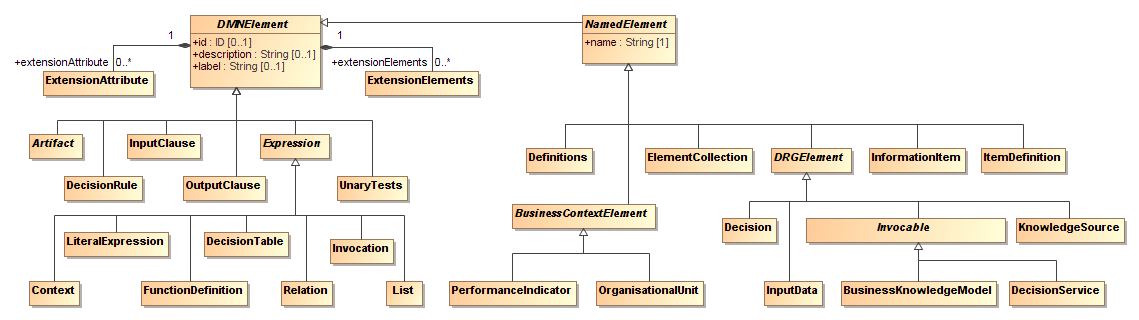 DMNElement
+id : ID [0..1]
+description : String [0..1]
+label : String [0..1]
NamedElement
+name : String [1]
1
1
+extensionAttribute 0..*
+extensionElements 0..*
ExtensionAttribute
ExtensionElements
Artifact
InputClause
Expression
DecisionRule
OutputClause
UnaryTests
Definitions
ElementCollection
DRGElement
InformationItem
ItemDefinition
LiteralExpression
DecisionTable
Invocation
Context
FunctionDefinition
Relation
List
BusinessContextElement
Decision
Invocable
KnowledgeSource
PerformanceIndicator
OrganisationalUnit
InputData
BusinessKnowledgeModel
DecisionService